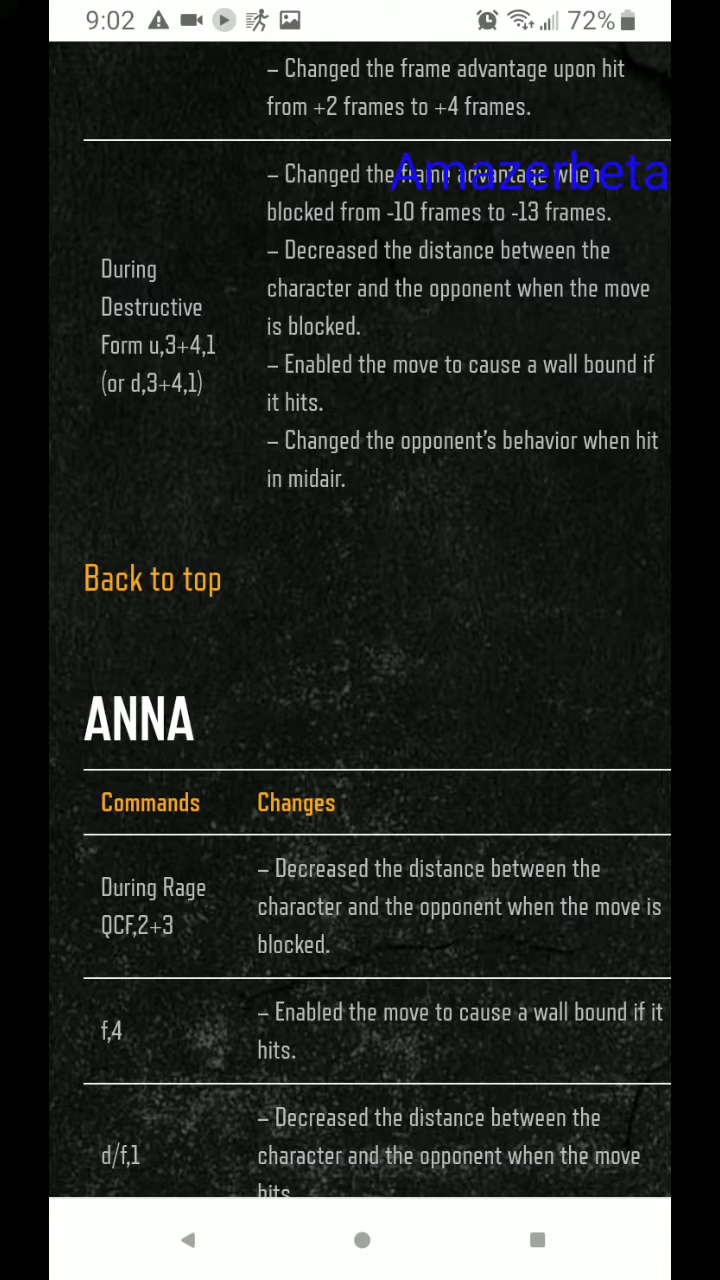 9:02
72%
– Changed the frame advantage upon hit
from +2 frames to +4 frames.
Amazerbeta
– Changed the frame advantage when
blocked from -10 frames to -13 frames.
– Decreased the distance between the
character and the opponent when the move
is blocked.
– Enabled the move to cause a wall bound if
it hits.
– Changed the opponent's behavior when hit
in midair.
During
Destructive
Form u,3+4,1
(or d,3+4,1)
Back to top
ANNA
Commands
Changes
During Rage
QCF,2+3
– Decreased the distance between the
character and the opponent when the move is
blocked.
f,4
– Enabled the move to cause a wall bound if it
hits.
d/f,1
– Decreased the distance between the
character and the opponent when the move
hits